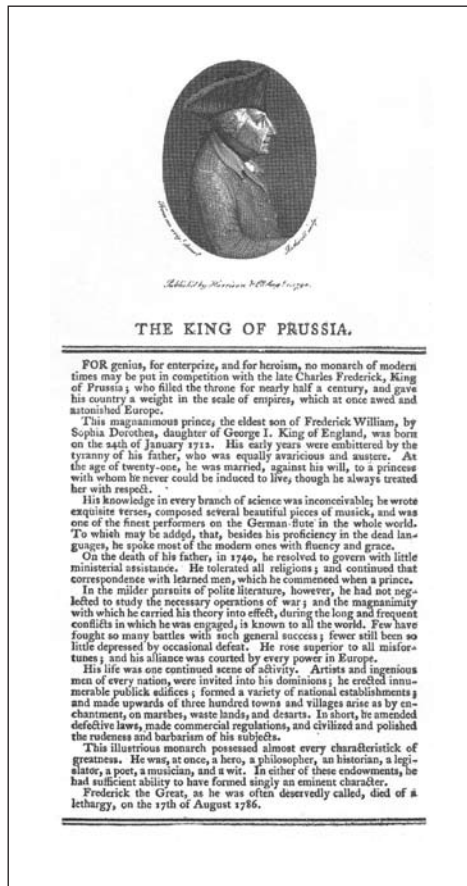 Published by Harrison & Co
THE KING OF PRUSSIA.
FOR genius, for enterprize, and for heroism, no monarch of modern
times may be put in competition with the late Charles Frederick, King
of Prussia; who filled the throne for nearly half a century, and gave
his country a weight in the scale of empires, which at once awed and
astonished Europe.
This magnanimous prince, the eldest son of Frederick William, by
Sophia Dorothea, daughter of George I. King of England, was born
on the 24th of January 1712. His early years were embittered by the
tyranny of his father, who was equally avaricious and austere. At
the age of twenty-one, he was married, against his will, to a princess
with whom he never could be induced to live; though he always treated
her with respect.
His knowledge in every branch of science was inconceivable; he wrote
exquisite verses, composed several beautiful pieces of musick, and was
one of the finest performers on the German-flute in the whole world.
To which may be added, that, besides his proficiency in the dead lan-
guages, he spoke most of the modern ones with fluency and grace.
On the death of his father, in 1740, he resolved to govern with little
ministerial assistance. He tolerated all religions; and continued that
correspondence with learned men, which he commenced when a prince.
In the milder pursuits of polite literature, however, he had not neg-
lected to study the necessary operations of war; and the magnanimity
with which he carried his theory into effect, during the long and frequent
conflicts in which he was engaged, is known to all the world. Few have
fought so many battles with such general success; fewer still been so
little depressed by occasional defeat. He rose superior to all misfor-
tunes; and his alliance was courted by every power in Europe.
His life was one continued scene of activity. Artists and ingenious
men of every nation, were invited into his dominions; he erected innu-
merable publick edifices; formed a variety of national establishments;
and made upwards of three hundred towns and villages arise as by en-
chantment, on marshes, waste lands, and desarts. In short, he amended
defective laws, made commercial regulations, and civilized and polished
the rudeness and barbarism of his subjects.
This illustrious monarch possessed almost every characteristick of
greatness. He was, at once, a hero, a philosopher, an historian, a legi-
slator, a poet, a musician, and a wit. In either of these endowments, he
had sufficient ability to have formed singly an eminent character.
Frederick the Great, as he was often deservedly called, died of a
lethargy, on the 17th of August 1786.